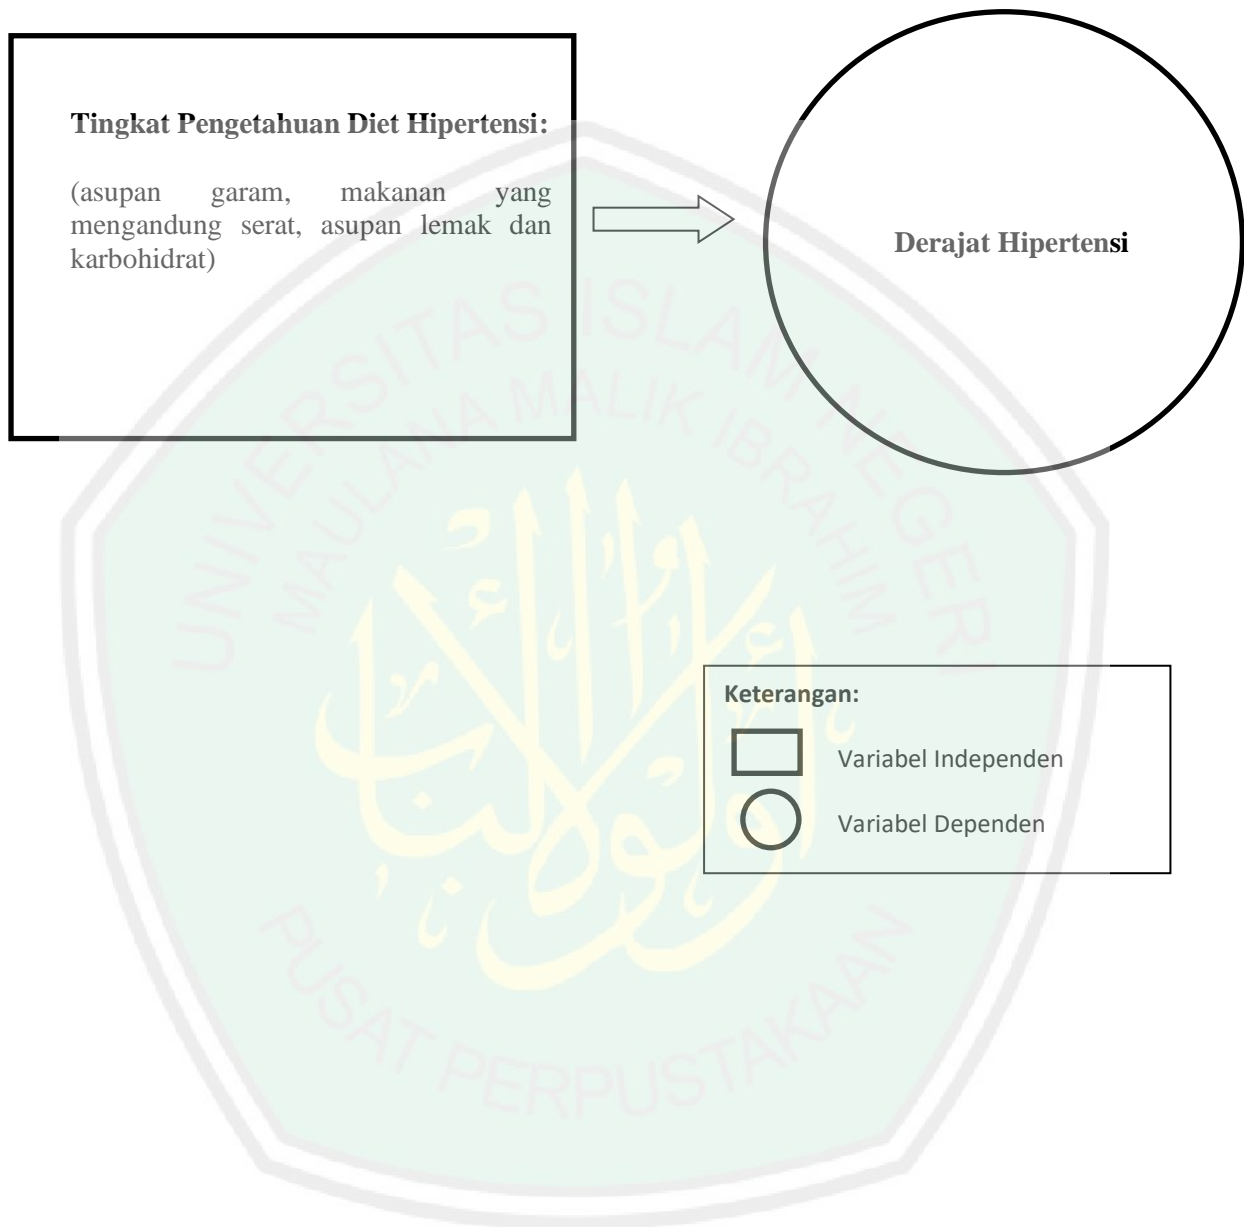 Tingkat Pengetahuan Diet Hipertensi:
(asupan garam, makanan yang
mengandung serat, asupan lemak dan
karbohidrat)
Derajat Hipertensi
UNIVERSITAS ISLAM NEGERI
MAULANA MALIK IBRAHIM
Keterangan:
Variabel Independen
Variabel Dependen
PUSAT PERPUSTAKAAN